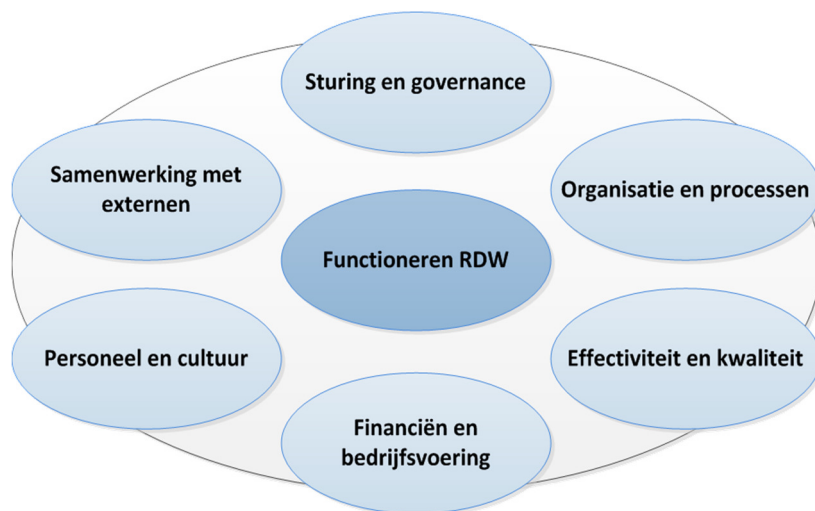 Sturing en governance
Samenwerking met
externen
Organisatie en processen
Functioneren RDW
Personeel en cultuur
Effectiviteit en kwaliteit
Financiën en
bedrijfsvoering